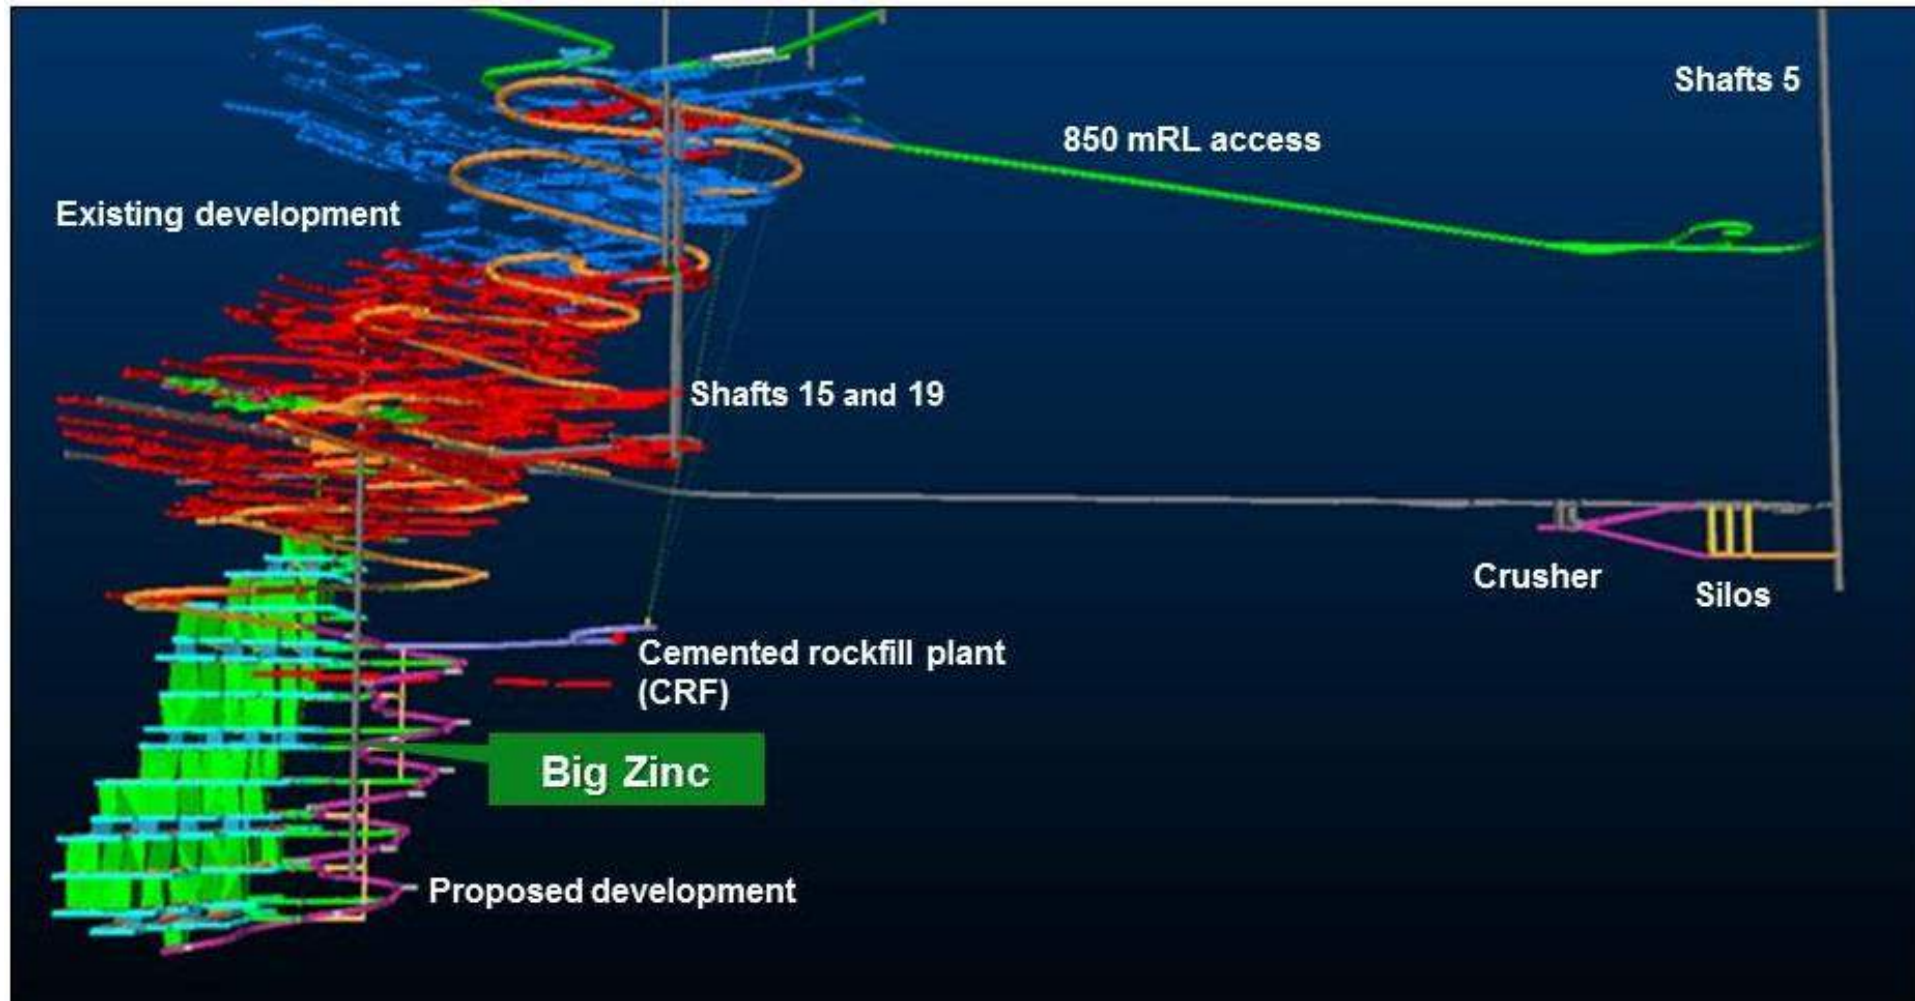 Shafts 5
850 mRL access
Existing development
Shafts 15 and 19
Crusher
Silos
Cemented rockfill plant
(CRF)
Big Zinc
Proposed development